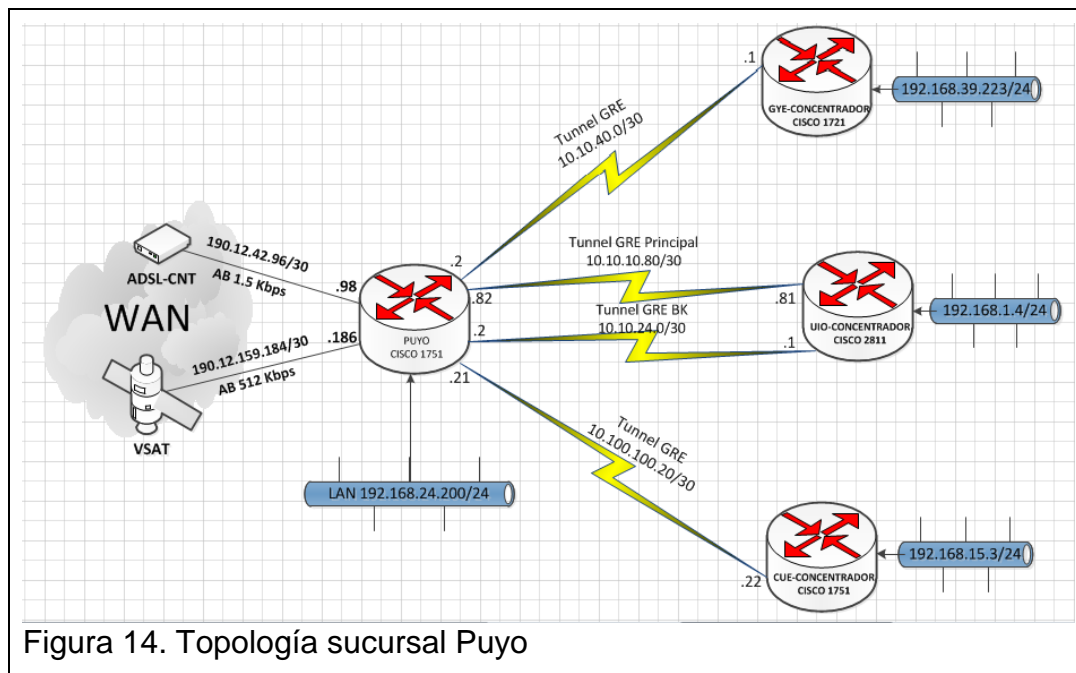 .1
GYE-CONCENTRADOR
CISCO 1721
192.168.39.223/24
Tunnel GRE
10.10.40.0/30
190.12.42.96/30
AB 1.5 Kbps
ADSL-CNT
WAN
.98
.2
.82
.2
.21
PUYO
CISCO 1751
Tunnel GRE Principal
10.10.10.80/30
Tunnel GRE BK
10.10.24.0/30
.81
.1
UIO-CONCENTRADOR
CISCO 2811
192.168.1.4/24
.186
190.12.159.184/30
AB 512 Kbps
VSAT
LAN 192.168.24.200/24
Tunnel GRE
10.100.100.20/30
.22
CUE-CONCENTRADOR
CISCO 1751
192.168.15.3/24
Figura 14. Topología sucursal Puyo